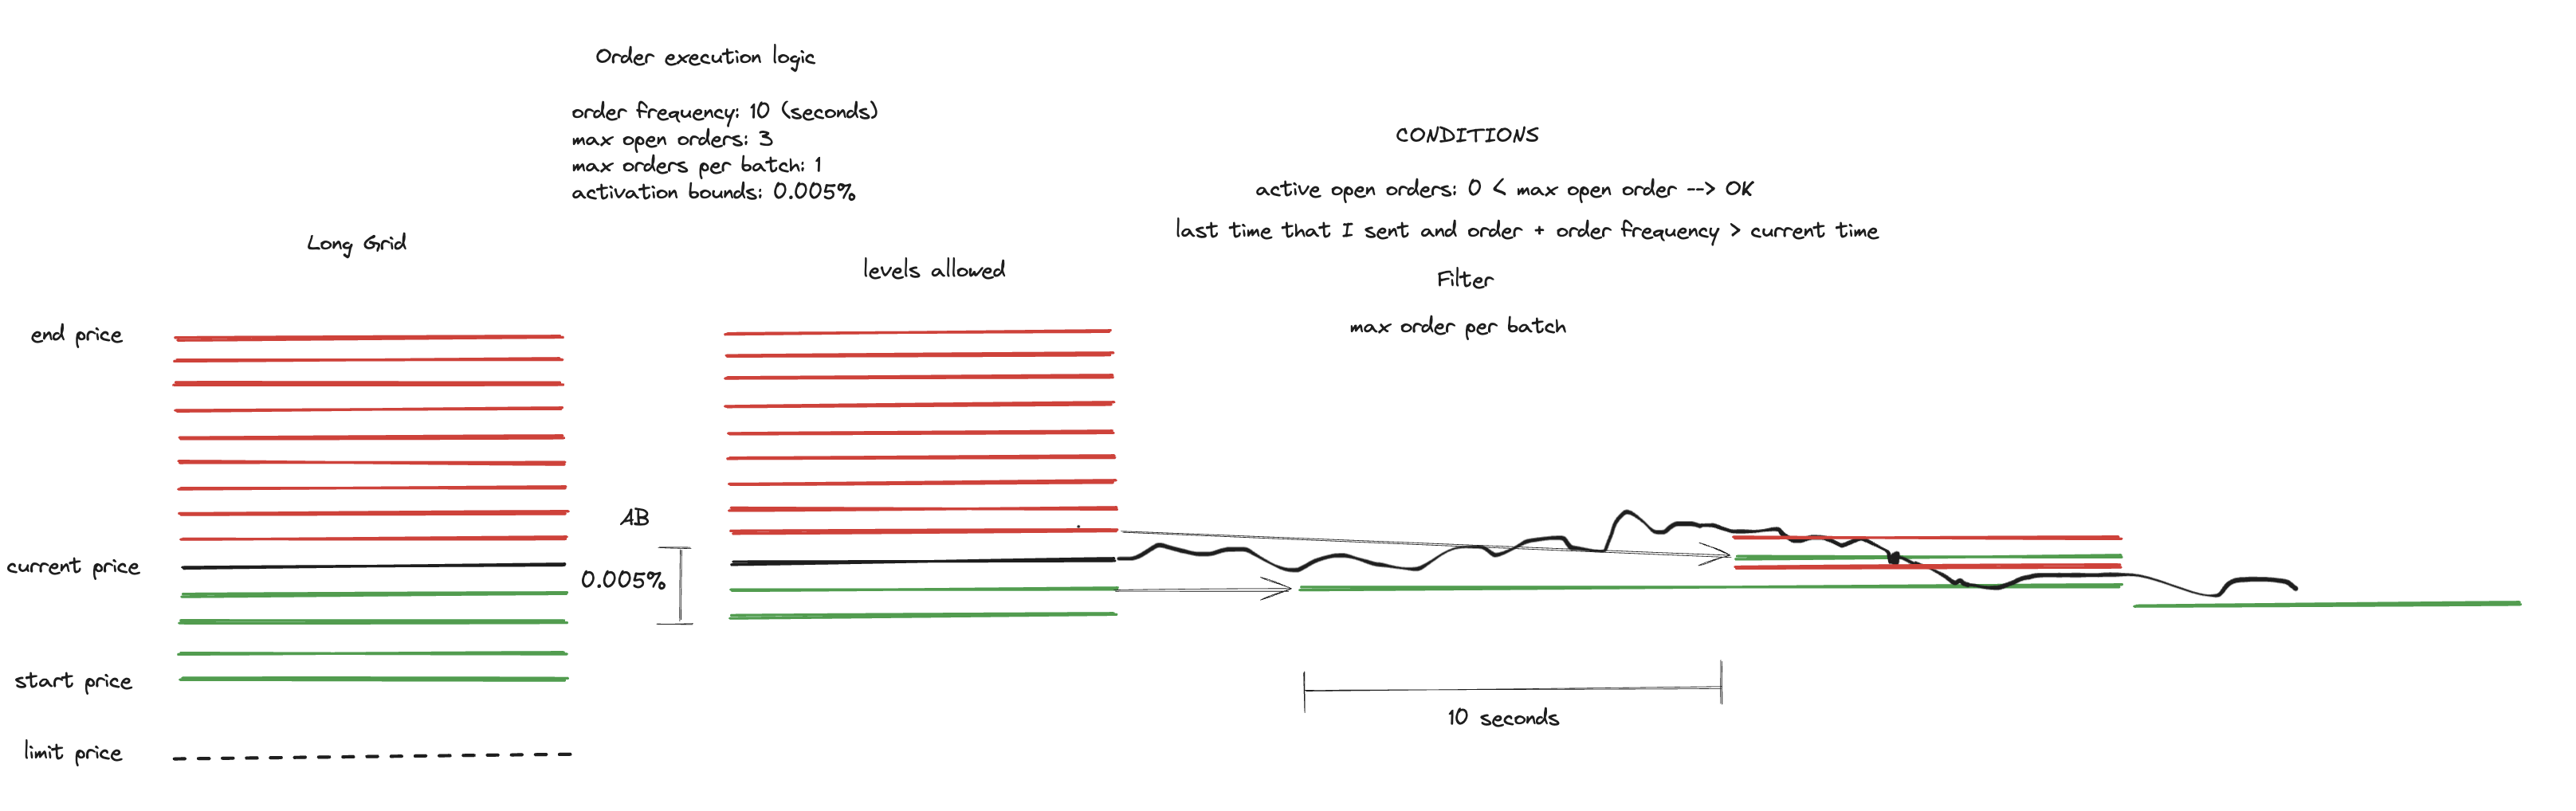 Order execution logic
order frequency: 10 (seconds)
max open orders: 3
max orders per batch: 1
activation bounds: 0.005%
CONDITIONS
active open orders: 0 < max open order --> OK
last time that I sent and order + order frequency > current time
Filter
max order per batch
Long Grid
levels allowed
end price
AB
current price
0.005%
start price
10 seconds
limit price